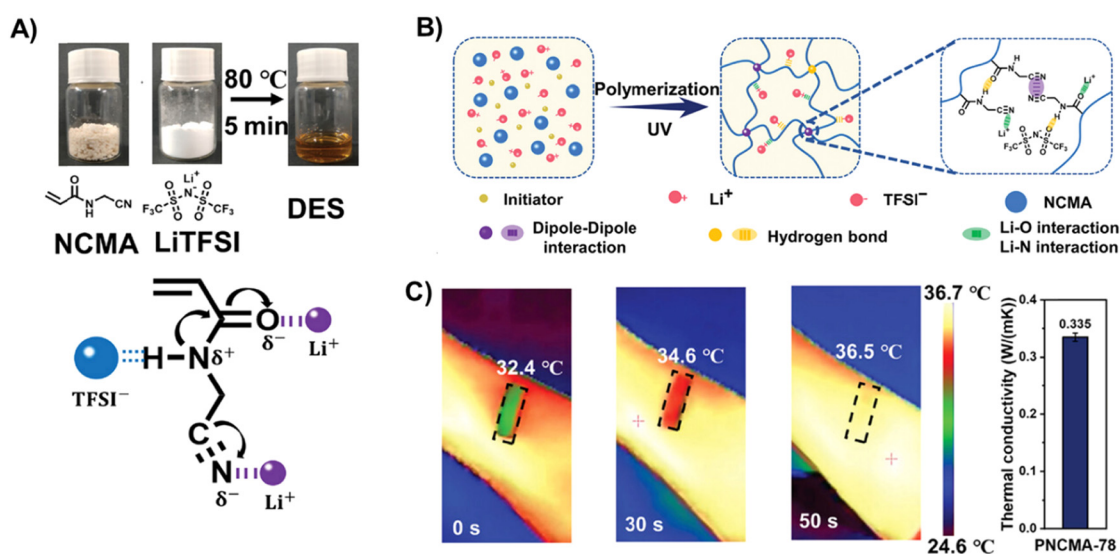 A)
80 °C
5 min
O
N
H
CN
Li⁺
O O
F₃C S N⁻ S CF₃
O O
NCMA
LiTFSI
DES
O
δ⁻
Li⁺
H-N
δ⁺
TFSI⁻
C
N
δ⁻
Li⁺
B)
Polymerization
UV
Initiator
Li⁺
TFSI⁻
NCMA
Dipole-Dipole
interaction
Hydrogen bond
Li-O interaction
Li-N interaction
C)
32.4 °C
0 s
34.6 °C
30 s
36.5 °C
50 s
36.7 °C
24.6 °C
Thermal conductivity (W/(mK))
0.4
0.3
0.2
0.1
0.0
0.335
PNCMA-78